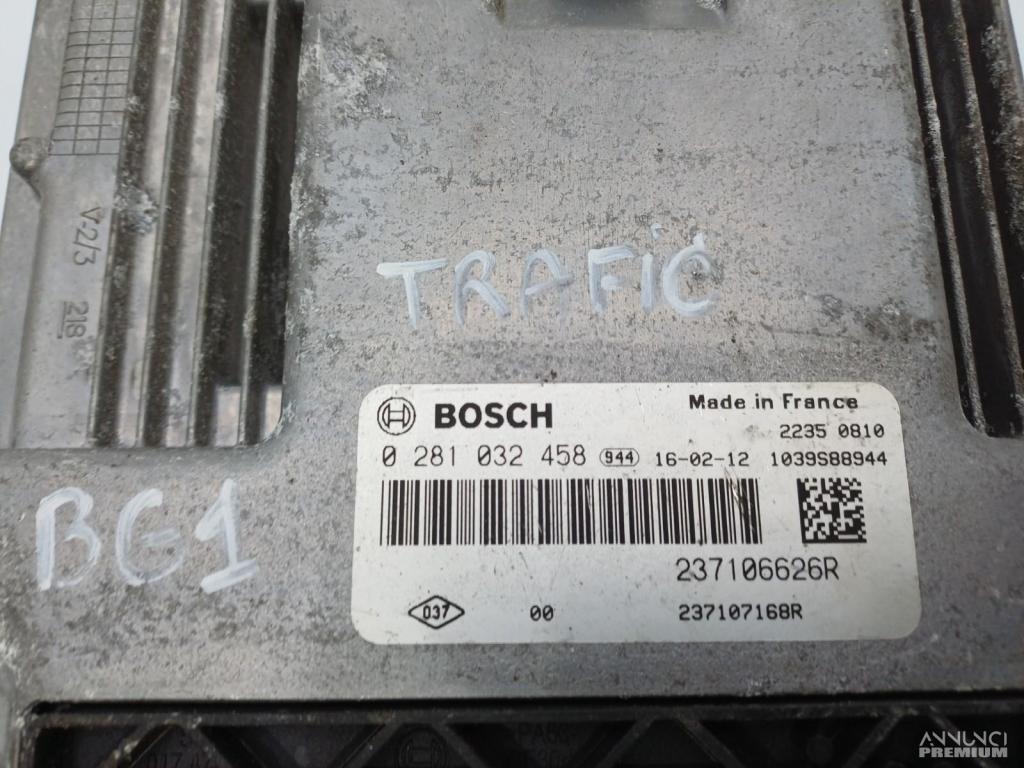 V-2/3
218
TRAFIC
BG1
BOSCH
Made in France
2235 0810
0 281 032 458 944 16-02-12 1039S88944
237106626R
037 00 237107168R
ANNUNCI
PREMIUM